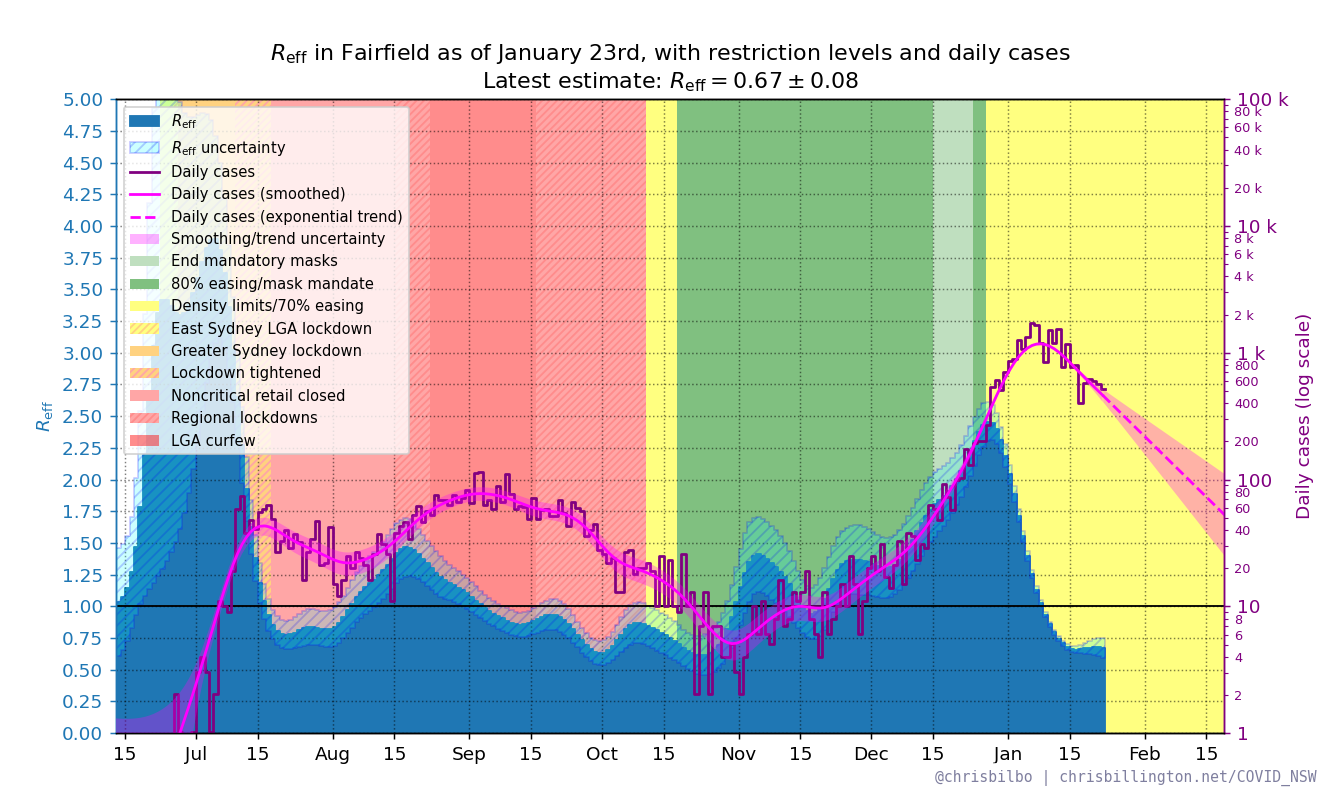 Reff in Fairfield as of January 23rd, with restriction levels and daily cases
Latest estimate: Reff = 0.67 ± 0.08
Reff
5.00
4.75
4.50
4.25
4.00
3.75
3.50
3.25
3.00
2.75
2.50
2.25
2.00
1.75
1.50
1.25
1.00
0.75
0.50
0.25
0.00
Reff
Reff uncertainty
Daily cases
Daily cases (smoothed)
Daily cases (exponential trend)
Smoothing/trend uncertainty
End mandatory masks
80% easing/mask mandate
Density limits/70% easing
East Sydney LGA lockdown
Greater Sydney lockdown
Lockdown tightened
Noncritical retail closed
Regional lockdowns
LGA curfew
100 k
80 k
60 k
40 k
20 k
10 k
8 k
6 k
4 k
2 k
1 k
800
600
400
200
100
80
60
40
20
10
8
6
4
2
1
Daily cases (log scale)
15 Jul 15 Aug 15 Sep 15 Oct 15 Nov 15 Dec 15 Jan 15 Feb 15
@chrisbilbo | chrisbillington.net/COVID_NSW